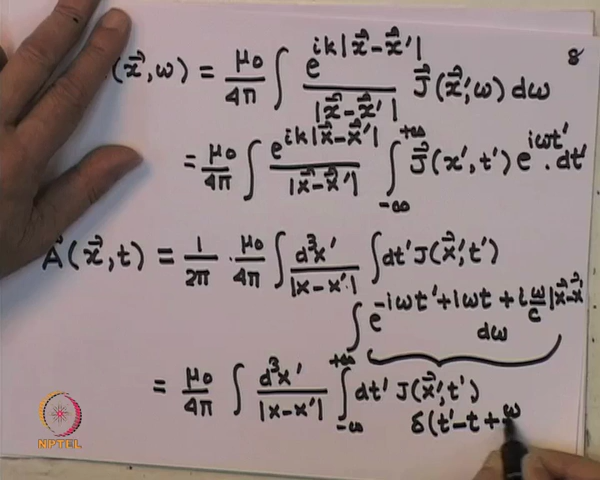 8
(x⃗,ω) = μ₀/4π ∫ e^{ik|x⃗-x⃗'|}/|x⃗-x⃗'| J⃗(x⃗',ω) dω
= μ₀/4π ∫ e^{ik|x⃗-x⃗'|}/|x⃗-x⃗'| ∫_{-∞}^{+∞} J⃗(x',t') e^{iωt'}.dt'
A⃗(x⃗,t) = 1/2π · μ₀/4π ∫ d³x'/|x-x'| ∫dt' J(x⃗',t')
∫ e^{-iωt'+iωt+i ω/c |x⃗-x⃗'|} dω
= μ₀/4π ∫ d³x'/|x-x'| ∫_{-∞}^{+∞} dt' J(x⃗',t')
δ(t'-t+ω
NPTEL